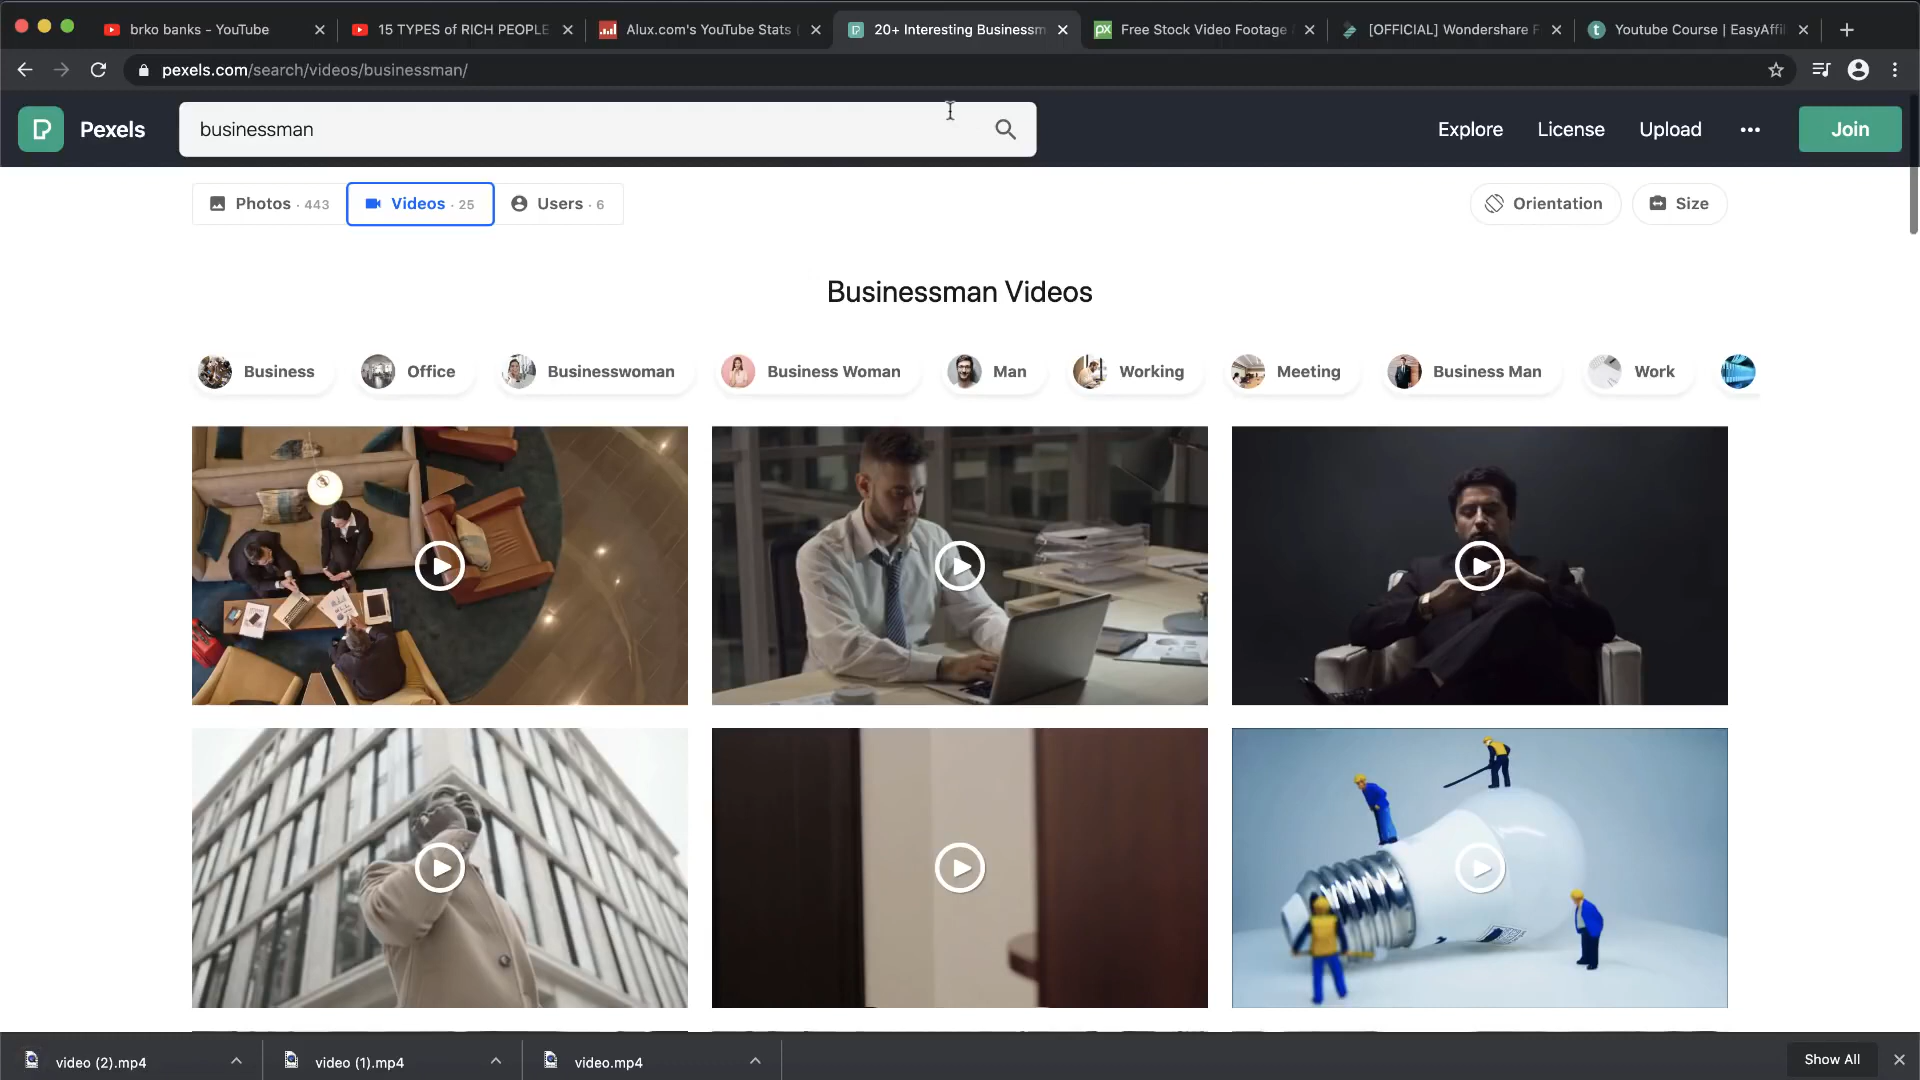 brko banks - YouTube
15 TYPES of RICH PEOPLE
Alux.com's YouTube Stats (
20+ Interesting Businessm
Free Stock Video Footage
[OFFICIAL] Wondershare F
Youtube Course | EasyAffil
pexels.com/search/videos/businessman/
Pexels
businessman
Explore
License
Upload
Join
Photos · 443
Videos · 25
Users · 6
Orientation
Size
Businessman Videos
Business
Office
Businesswoman
Business Woman
Man
Working
Meeting
Business Man
Work
video (2).mp4
video (1).mp4
video.mp4
Show All